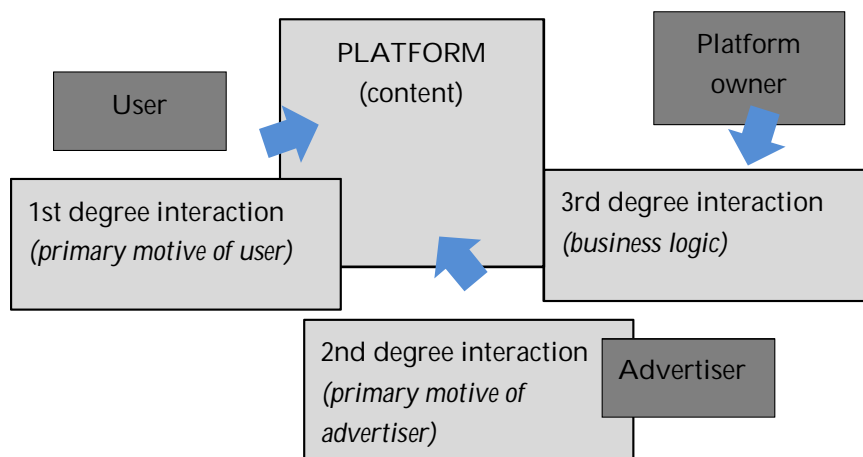 PLATFORM
(content)
User
Platform
owner
1st degree interaction
(primary motive of user)
3rd degree interaction
(business logic)
2nd degree interaction
(primary motive of
advertiser)
Advertiser